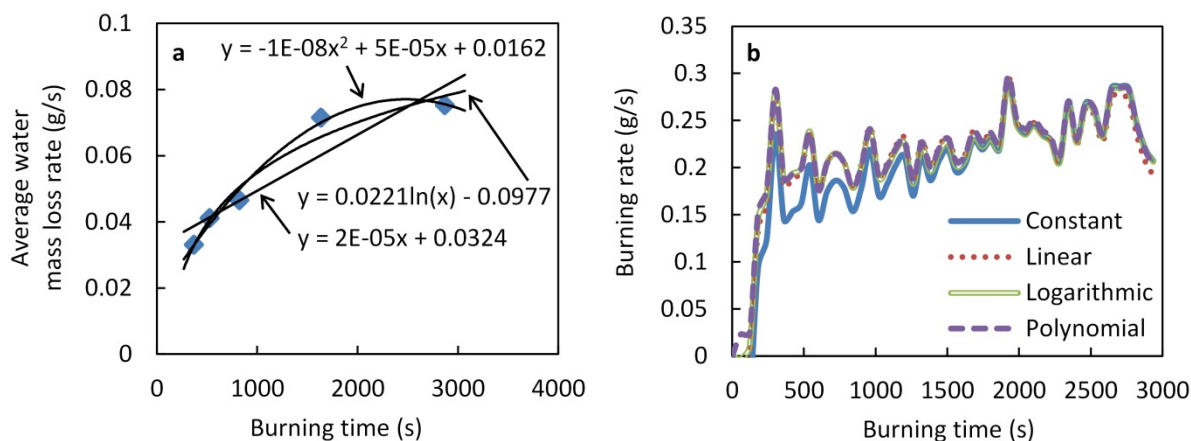 a
y = -1E-08x² + 5E-05x + 0.0162
y = 0.0221ln(x) - 0.0977
y = 2E-05x + 0.0324
Average water
mass loss rate (g/s)
0.1
0.08
0.06
0.04
0.02
0
0 1000 2000 3000 4000
Burning time (s)
b
Burning rate (g/s)
0.35
0.3
0.25
0.2
0.15
0.1
0.05
0
Constant
Linear
Logarithmic
Polynomial
0 500 1000 1500 2000 2500 3000
Burning time (s)